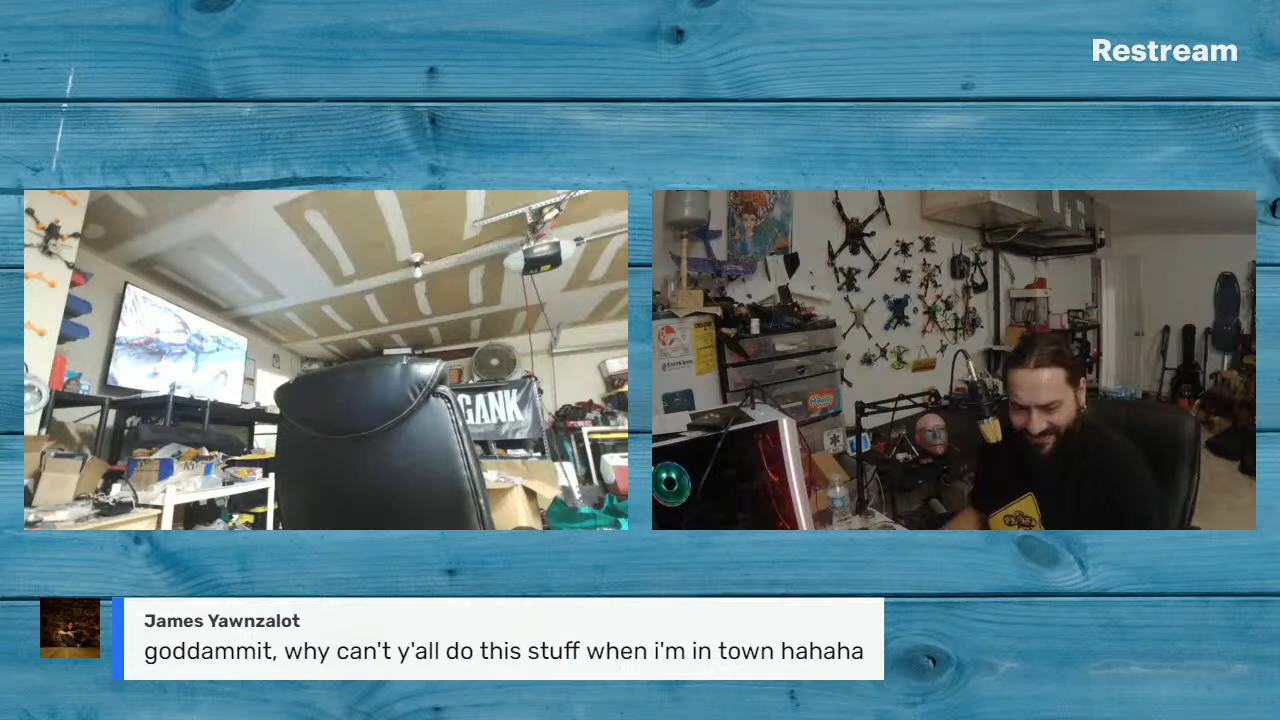 Restream
GANK
James Yawnzalot
goddammit, why can't y'all do this stuff when i'm in town hahaha